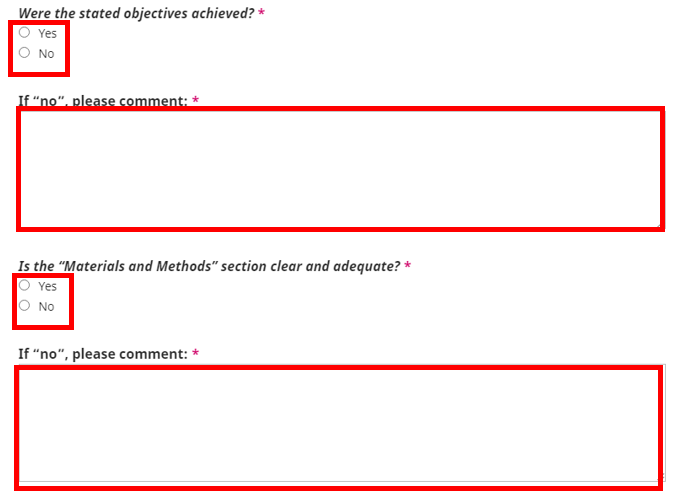 Were the stated objectives achieved? *
Yes
No
If “no”, please comment: *
Is the “Materials and Methods” section clear and adequate? *
Yes
No
If “no”, please comment: *